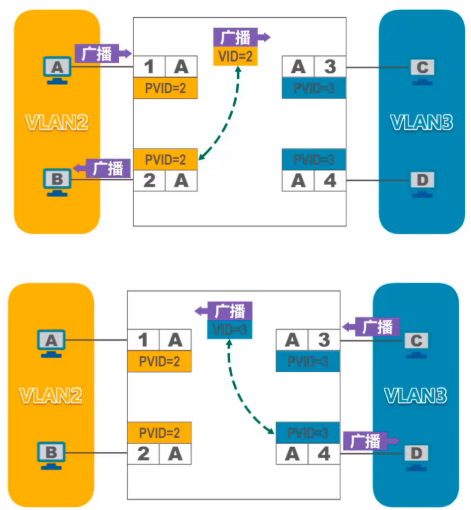 广播
广播
VID=2
A
1 A
A 3
C
PVID=2
PVID=3
VLAN2
VLAN3
PVID=2
PVID=3
广播
B
2 A
A 4
D
广播
VID=3
广播
A
1 A
A 3
C
PVID=2
PVID=3
VLAN2
VLAN3
PVID=2
PVID=3
广播
B
2 A
A 4
D